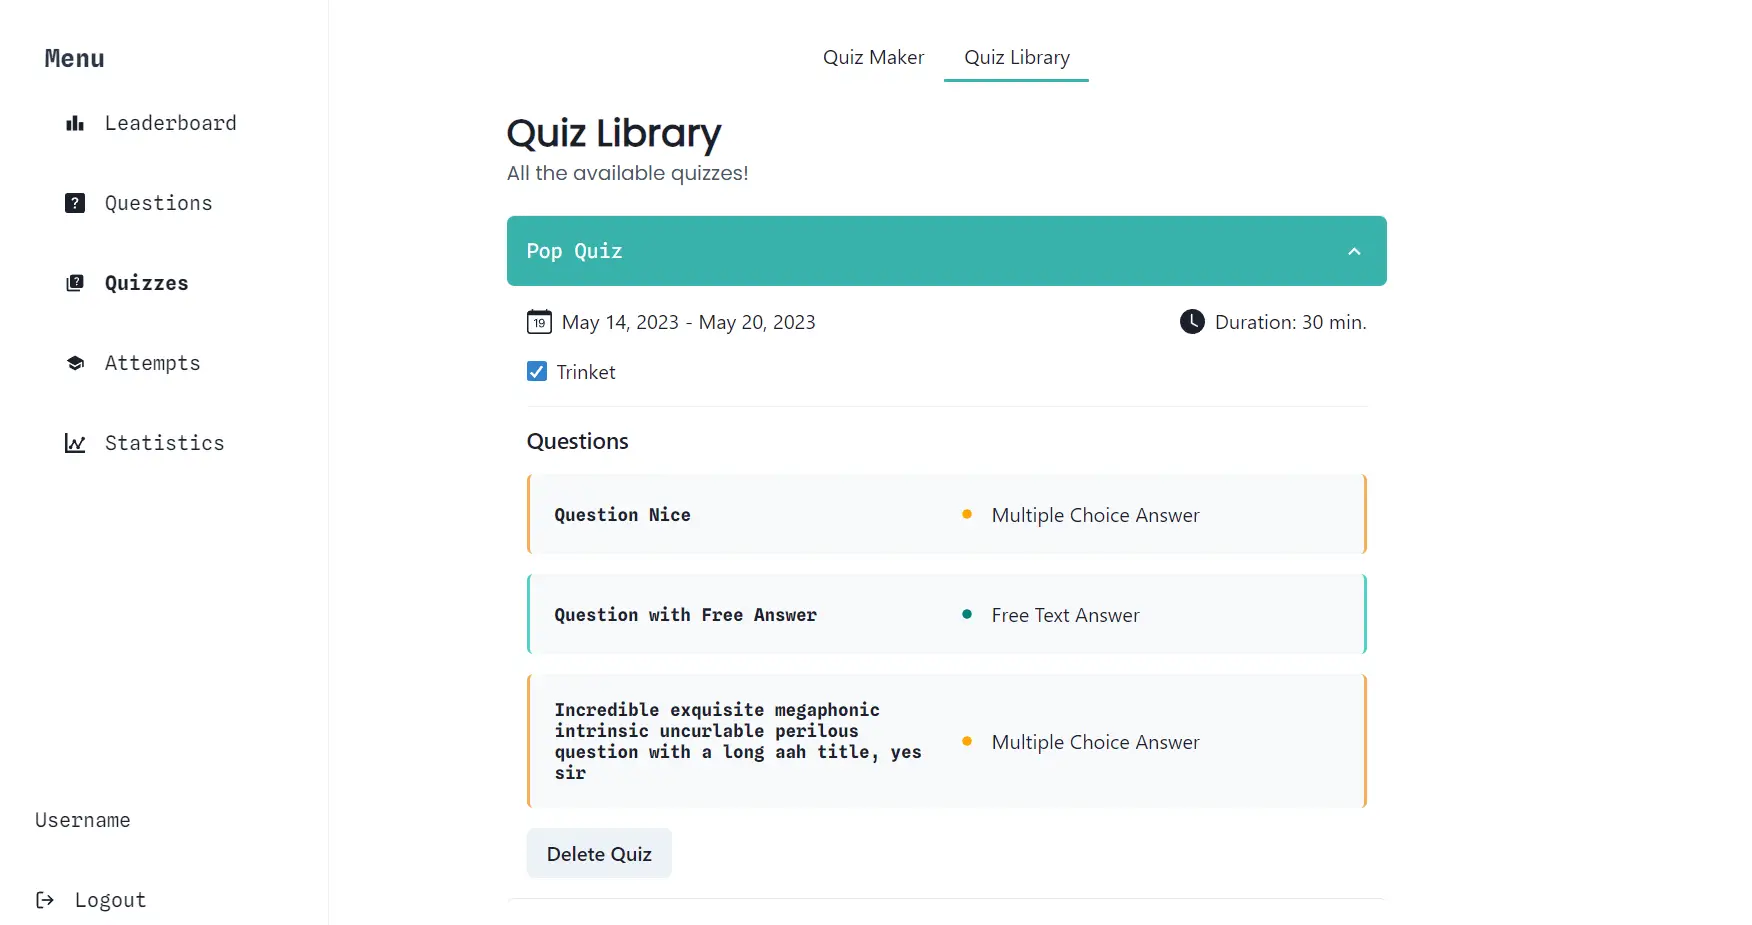 Menu
Leaderboard
Questions
Quizzes
Attempts
Statistics
Username
Logout
Quiz Maker
Quiz Library
Quiz Library
All the available quizzes!
Pop Quiz
19 May 14, 2023 - May 20, 2023
Duration: 30 min.
Trinket
Questions
Question Nice
Multiple Choice Answer
Question with Free Answer
Free Text Answer
Incredible exquisite megaphonic
intrinsic uncurlable perilous
question with a long aah title, yes
sir
Multiple Choice Answer
Delete Quiz